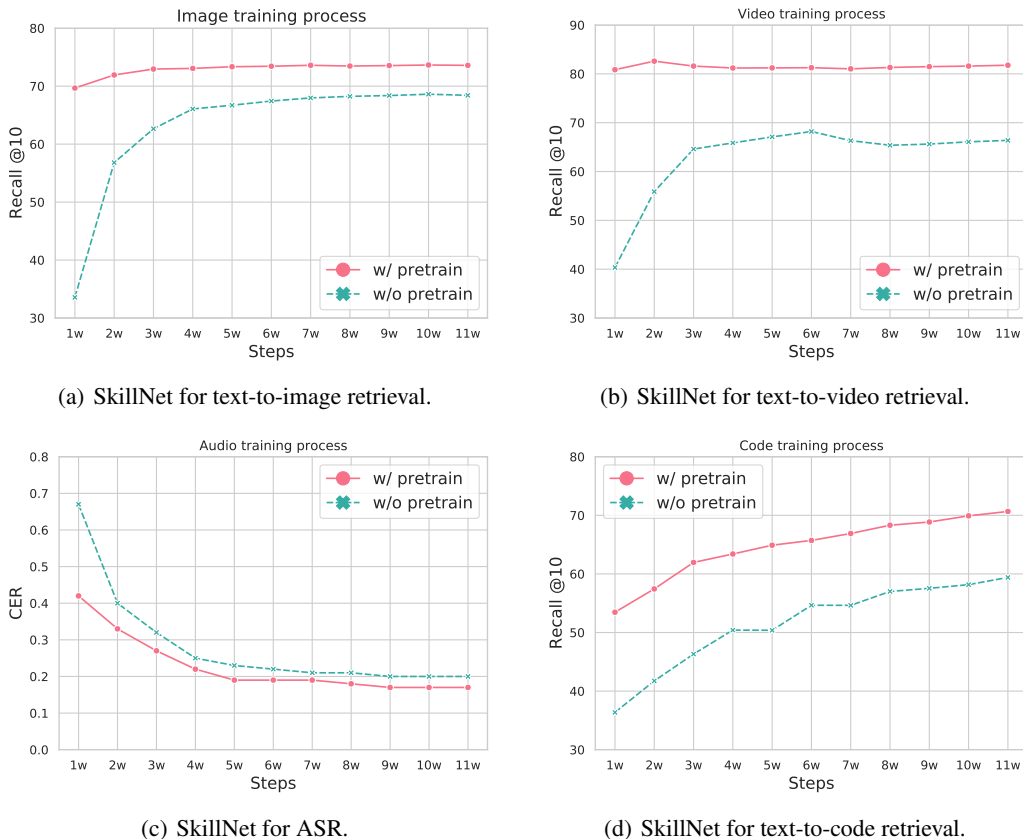 Image training process
80
70
60
50
40
30
Recall @10
w/ pretrain
w/o pretrain
1w 2w 3w 4w 5w 6w 7w 8w 9w 10w 11w
Steps
(a) SkillNet for text-to-image retrieval.
Video training process
90
80
70
60
50
40
30
Recall @10
w/ pretrain
w/o pretrain
1w 2w 3w 4w 5w 6w 7w 8w 9w 10w 11w
Steps
(b) SkillNet for text-to-video retrieval.
Audio training process
0.8
0.7
0.6
0.5
0.4
0.3
0.2
0.1
0.0
CER
w/ pretrain
w/o pretrain
1w 2w 3w 4w 5w 6w 7w 8w 9w 10w 11w
Steps
(c) SkillNet for ASR.
Code training process
80
70
60
50
40
30
Recall @10
w/ pretrain
w/o pretrain
1w 2w 3w 4w 5w 6w 7w 8w 9w 10w 11w
Steps
(d) SkillNet for text-to-code retrieval.